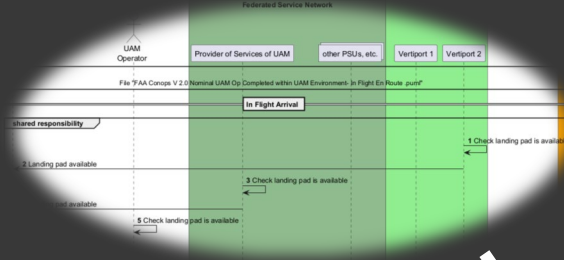 Federated Service Network
UAM
Operator
Provider of Services of UAM
other PSUs, etc.
Vertiport 1
Vertiport 2
File "FAA Conops V 2.0 Nominal UAM Op Completed within UAM Environment- In Flight En Route .puml"
In Flight Arrival
shared responsibility
1 Check landing pad is
2 Landing pad available
3 Check landing pad is available
pad available
5 Check landing pad is available